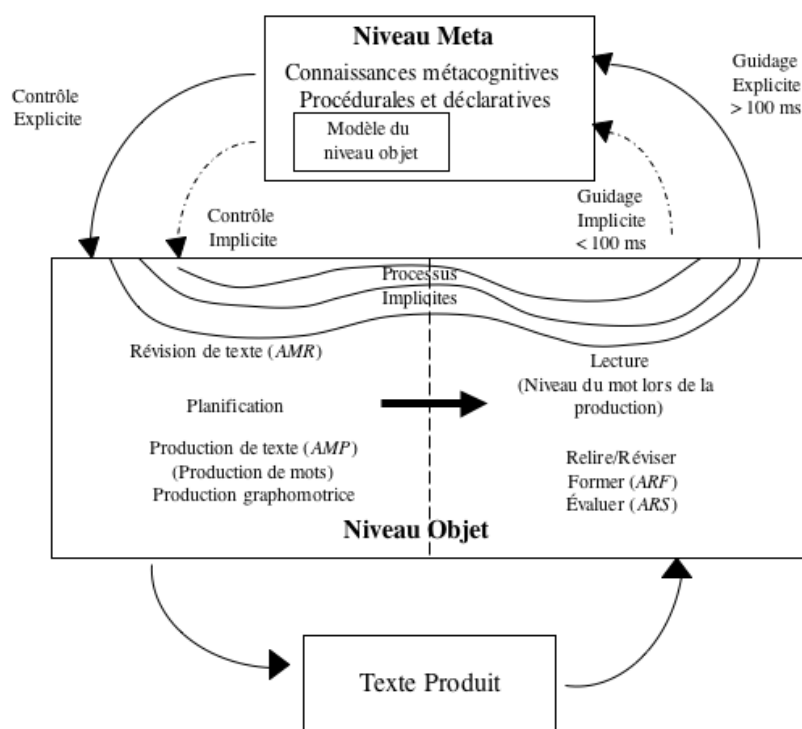 Niveau Meta
Connaissances métacognitives
Procédurales et déclaratives
Modèle du
niveau objet
Contrôle
Explicite
Guidage
Explicite
> 100 ms
Contrôle
Implicite
Guidage
Implicite
< 100 ms
Processus
Implicites
Révision de texte (AMR)
Planification
Production de texte (AMP)
(Production de mots)
Production graphomotrice
Lecture
(Niveau du mot lors de la
production)
Relire/Réviser
Former (ARF)
Évaluer (ARS)
Niveau Objet
Texte Produit